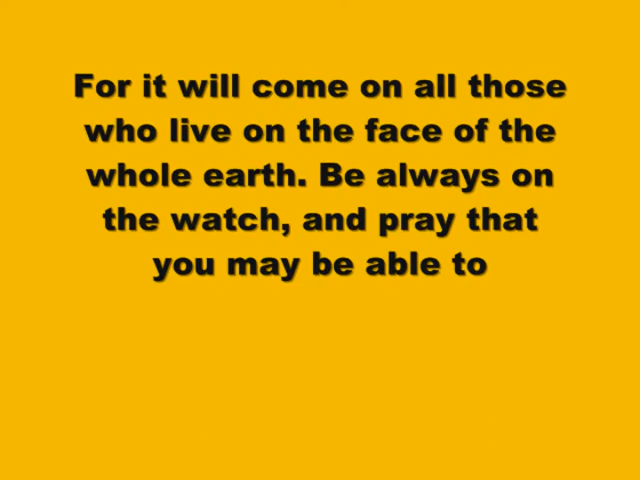 For it will come on all those
who live on the face of the
whole earth. Be always on
the watch, and pray that
you may be able to